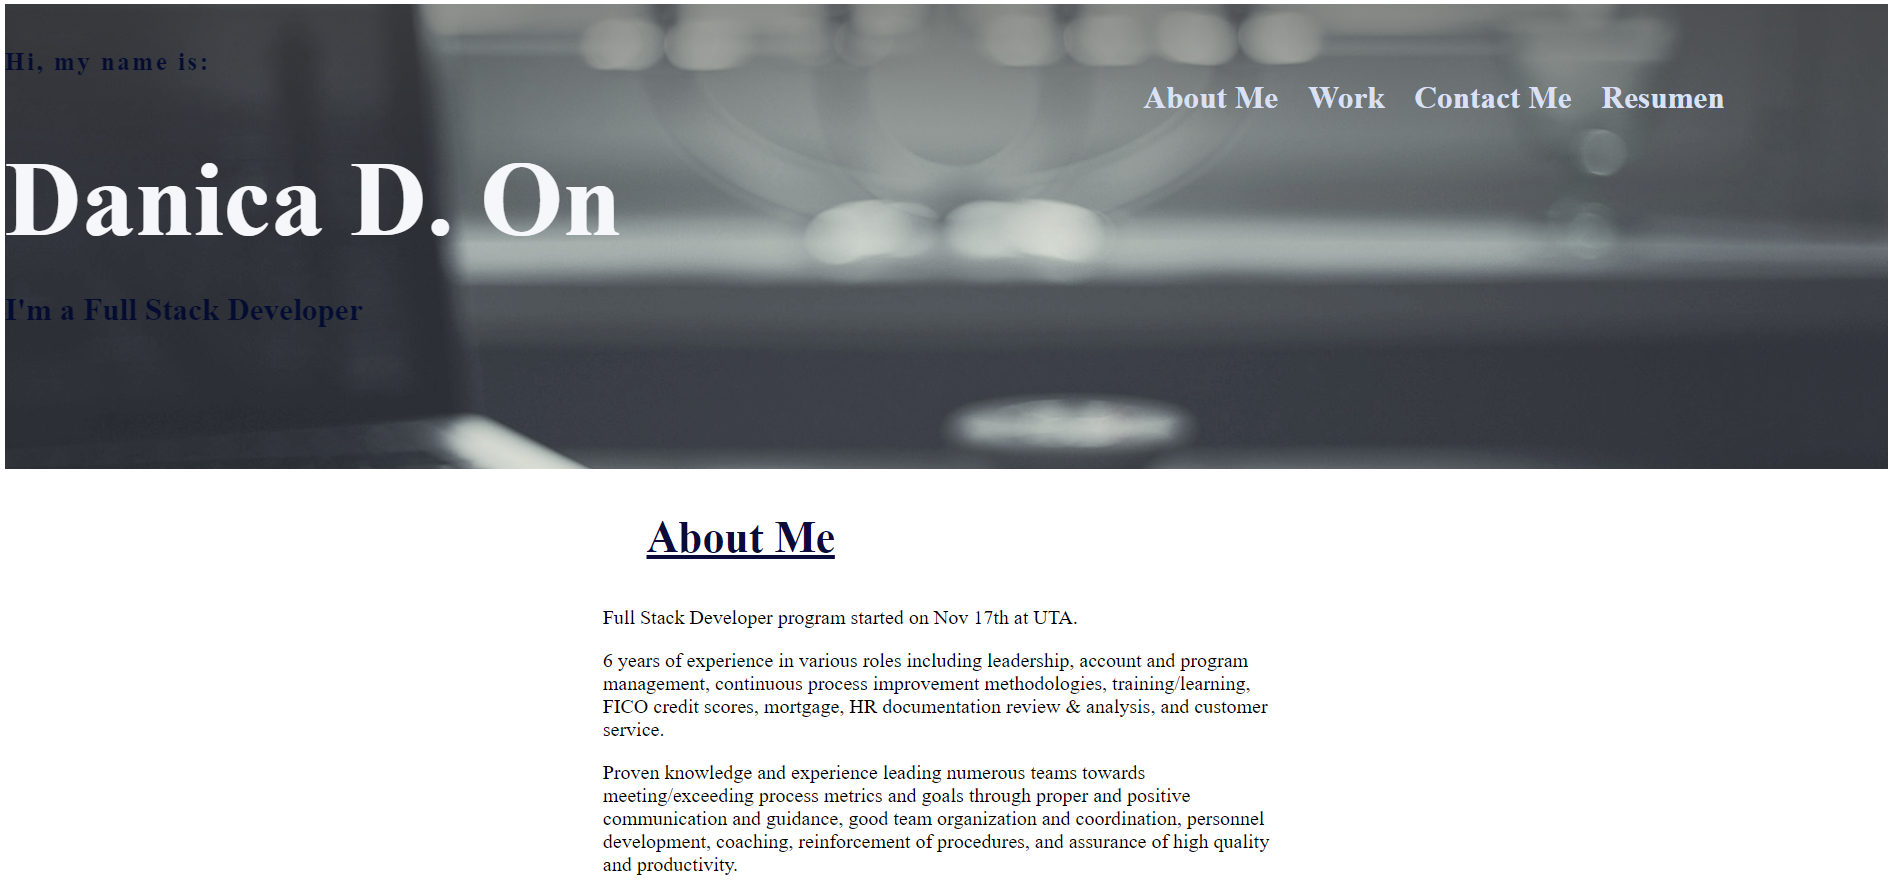 Hi, my name is:
About Me Work Contact Me Resumen
Danica D. On
I'm a Full Stack Developer
About Me
Full Stack Developer program started on Nov 17th at UTA.
6 years of experience in various roles including leadership, account and program
management, continuous process improvement methodologies, training/learning,
FICO credit scores, mortgage, HR documentation review & analysis, and customer
service.
Proven knowledge and experience leading numerous teams towards
meeting/exceeding process metrics and goals through proper and positive
communication and guidance, good team organization and coordination, personnel
development, coaching, reinforcement of procedures, and assurance of high quality
and productivity.